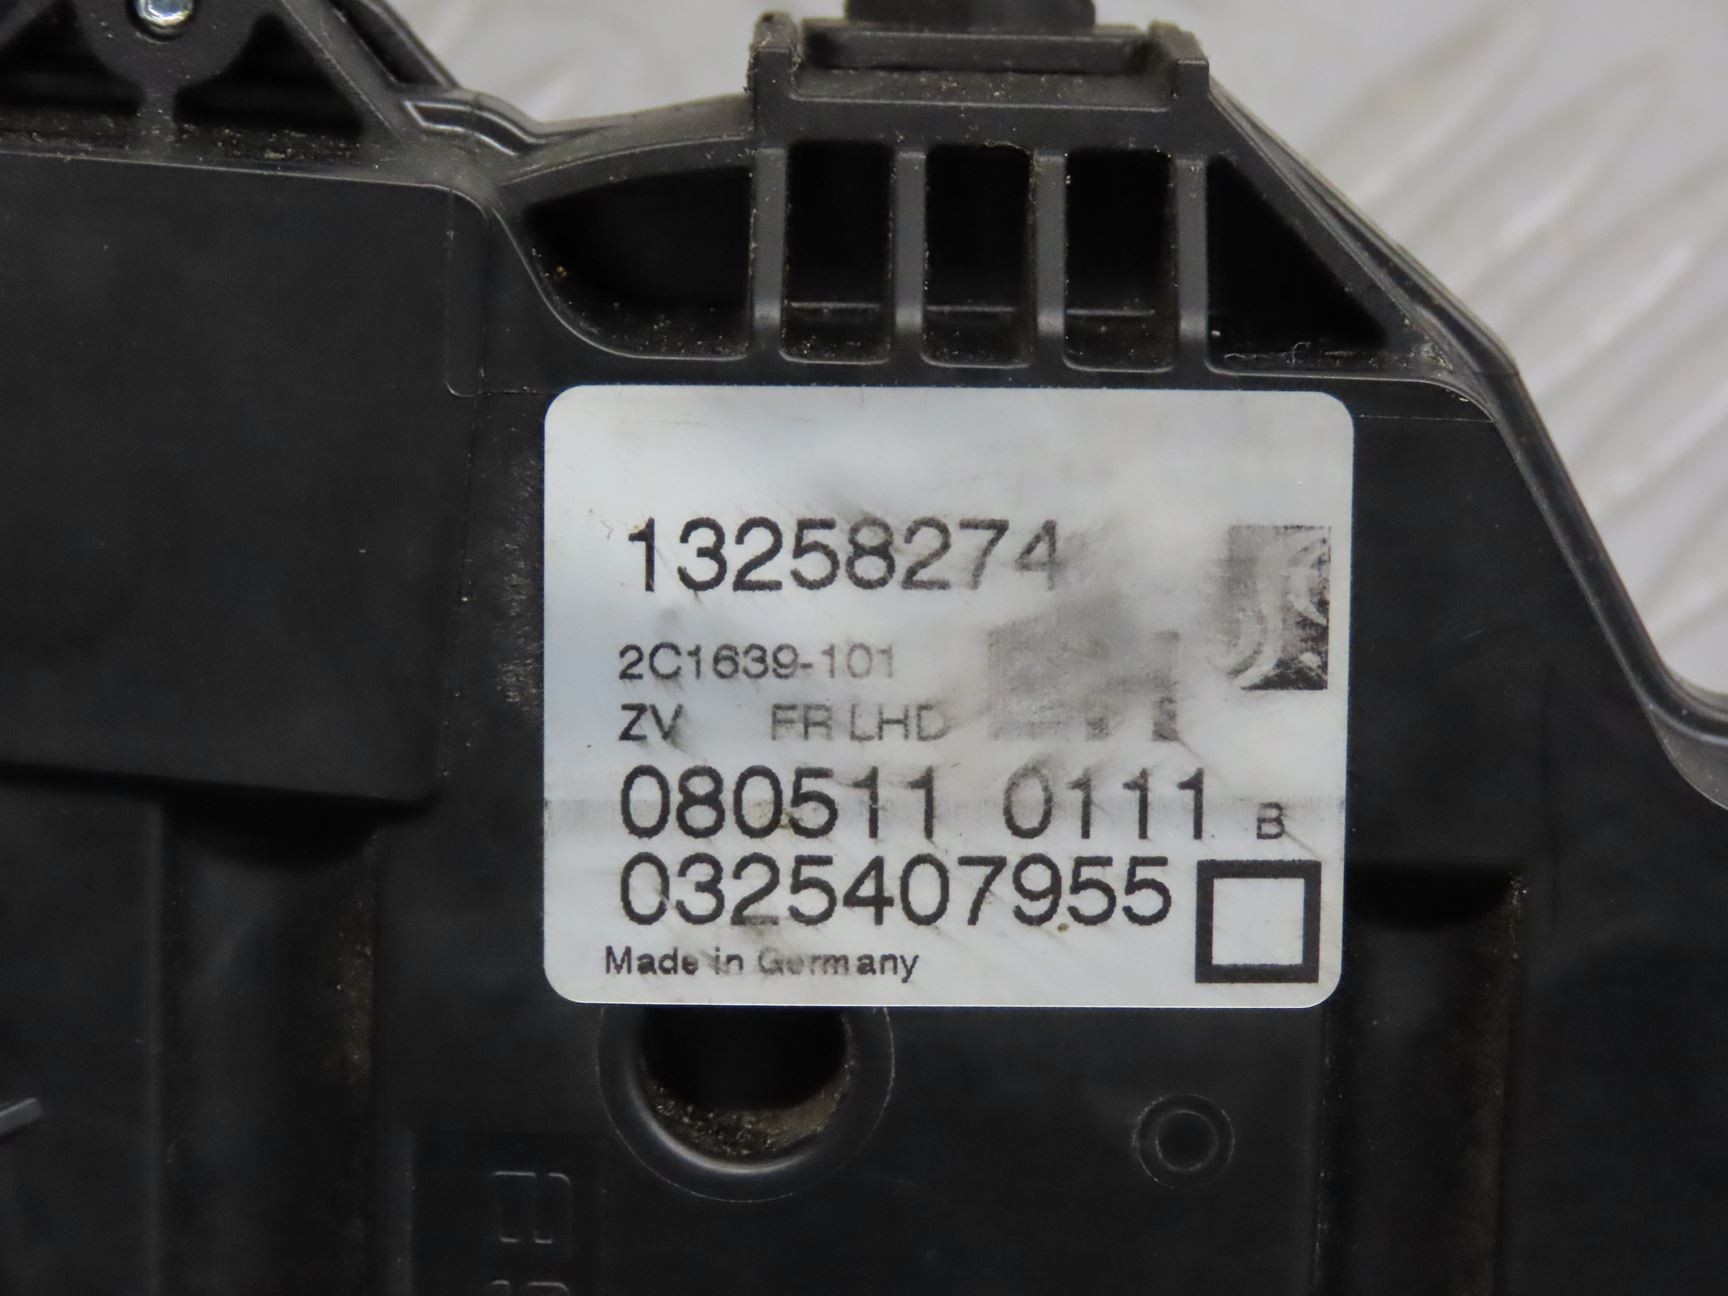 13258274
2C1639-101
ZV FR LHD
080511 0111 B
0325407955
Made in Germany